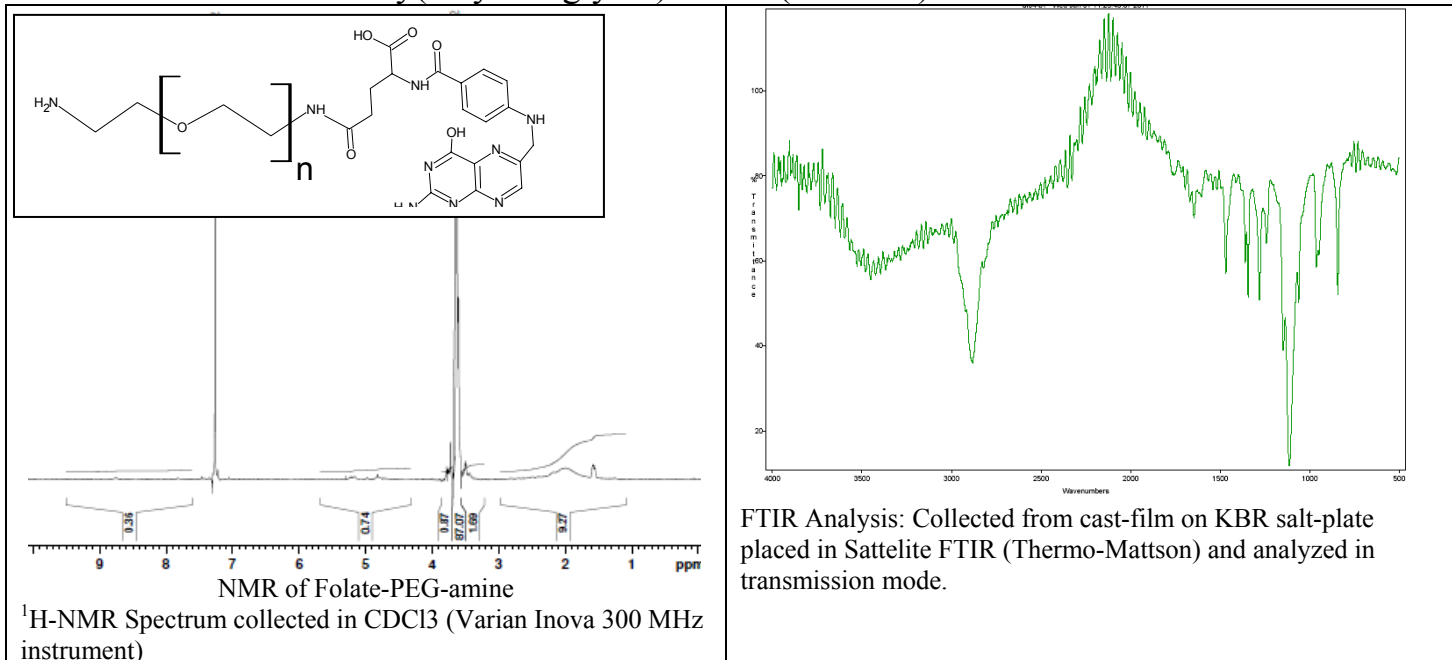 HO
O
O
H₂N
NH
NH
O
n
O
OH
N
N
NH
N
N
0.36
0.74
0.87
87.07
1.69
9.27
9 8 7 6 5 4 3 2 1 ppm
NMR of Folate-PEG-amine
¹H-NMR Spectrum collected in CDCl3 (Varian Inova 300 MHz
instrument)
100
80
60
40
20
% Transmittance
4000 3500 3000 2500 2000 1500 1000 500
Wavenumbers
FTIR Analysis: Collected from cast-film on KBR salt-plate
placed in Sattelite FTIR (Thermo-Mattson) and analyzed in
transmission mode.